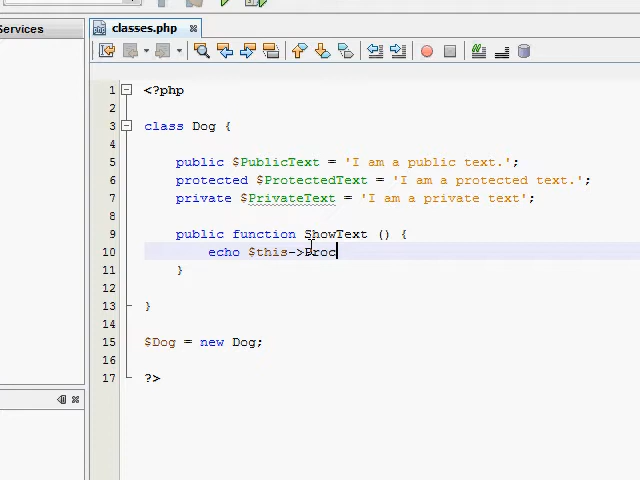 Services
classes.php
1 <?php
2
3 class Dog {
4
5 public $PublicText = 'I am a public text.';
6 protected $ProtectedText = 'I am a protected text.';
7 private $PrivateText = 'I am a private text';
8
9 public function ShowText () {
10 echo $this->Proc
11 }
12
13 }
14
15 $Dog = new Dog;
16
17 ?>